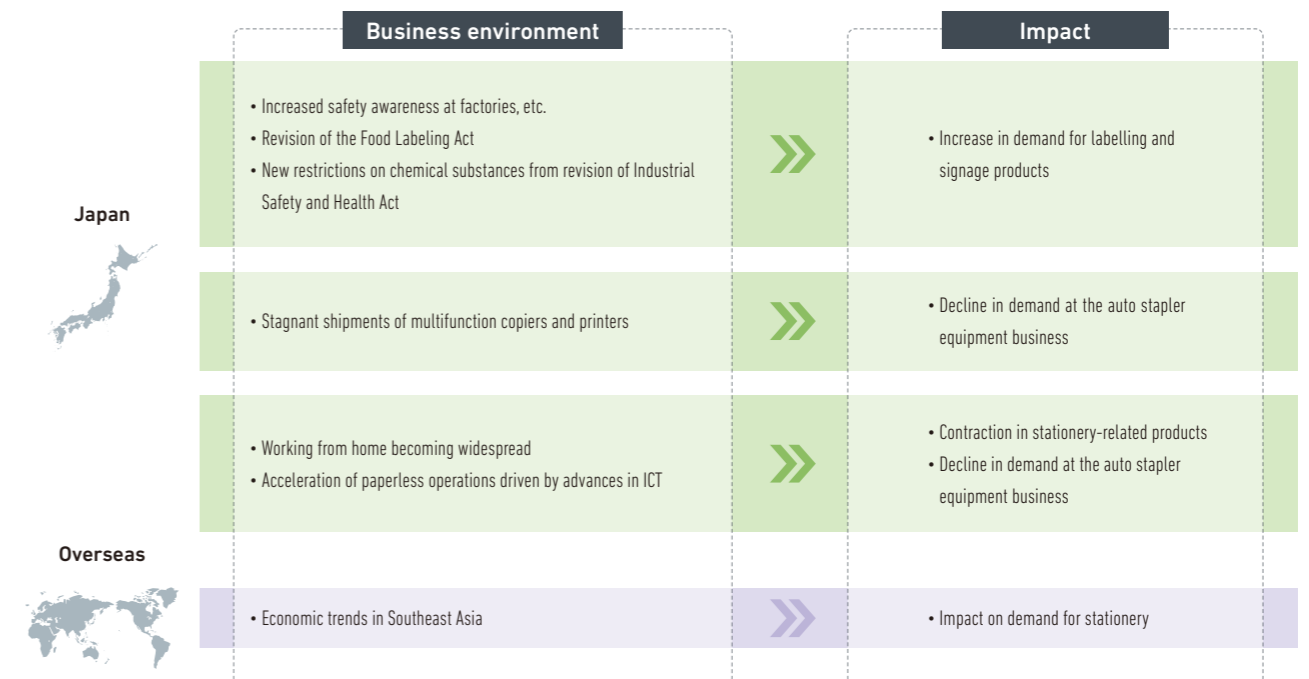 Business environment
Impact
Japan
• Increased safety awareness at factories, etc.
• Revision of the Food Labeling Act
• New restrictions on chemical substances from revision of Industrial
Safety and Health Act
• Increase in demand for labelling and
signage products
• Stagnant shipments of multifunction copiers and printers
• Decline in demand at the auto stapler
equipment business
• Working from home becoming widespread
• Acceleration of paperless operations driven by advances in ICT
• Contraction in stationery-related products
• Decline in demand at the auto stapler
equipment business
Overseas
• Economic trends in Southeast Asia
• Impact on demand for stationery